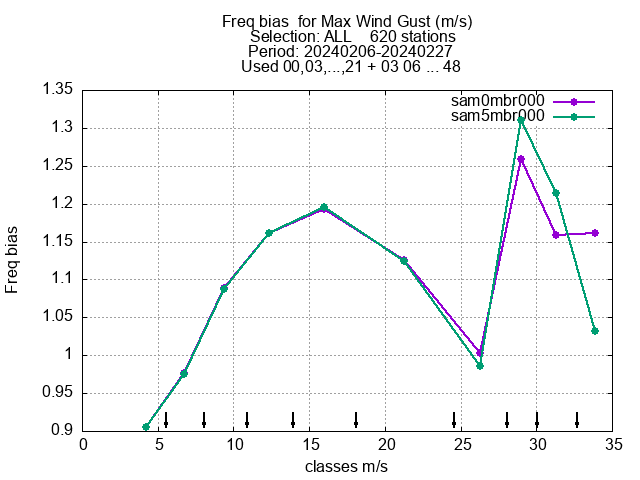 Freq bias  for Max Wind Gust (m/s)
Selection: ALL    620 stations
Period: 20240206-20240227
Used 00,03,...,21 + 03 06 ... 48
sam0mbr000
sam5mbr000
1.35
1.3
1.25
1.2
1.15
1.1
1.05
1
0.95
0.9
Freq bias
0 5 10 15 20 25 30 35
classes m/s